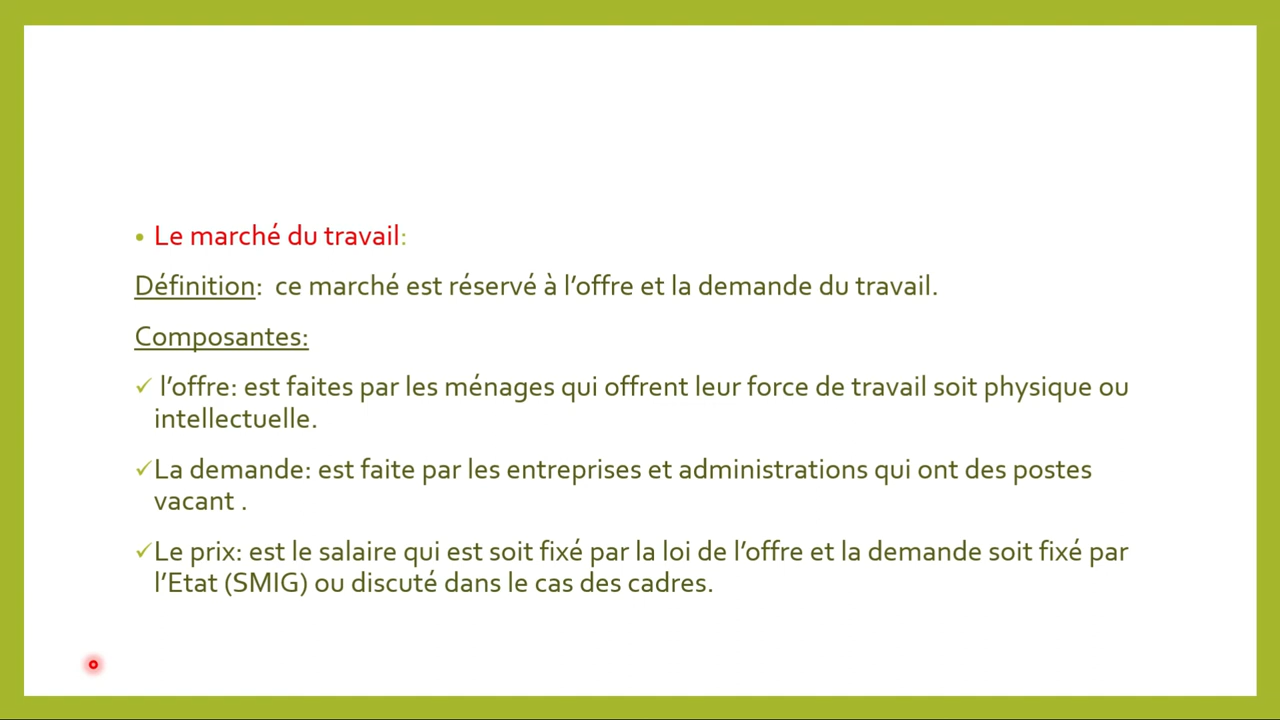 • Le marché du travail:
Définition:  ce marché est réservé à l’offre et la demande du travail.
Composantes:
✓ l’offre: est faites par les ménages qui offrent leur force de travail soit physique ou
intellectuelle.
✓La demande: est faite par les entreprises et administrations qui ont des postes
vacant .
✓Le prix: est le salaire qui est soit fixé par la loi de l’offre et la demande soit fixé par
l’Etat (SMIG) ou discuté dans le cas des cadres.